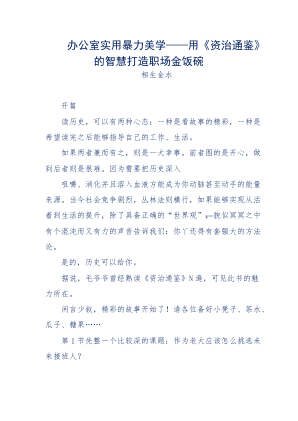 办公室实用暴力美学——用《资治通鉴》
的智慧打造职场金饭碗
相生金水
开篇
读历史，可以有两种心态：一种是看故事的精彩，一种是希
望读完之后能够指导自己的工作、生活。
如果两者兼而有之，则是一大幸事。前者图的是开心，做
到后者则是很难。因为需要把历史深入
咀嚼、消化并且溶入血液方能成为你动脑甚至动手的能量
来源。当今社会竞争剧烈，丛林法则横行，如果能够实现从活
着到生活的提升，除了具备正确的“世界观”，貌似冥冥之中
有个浑沌而又有力的声音告诉我们：你丫还得有套强大的方法
论。
是的，历史可以给你。
据说，毛爷爷曾经熟读《资治通鉴》N遍，可见此书的魅
力所在。
闲言少叙，精彩的故事开始了！请各位备好小凳子、茶水、
瓜子、糖果……
第1节先整一个比较深的课题：作为老大应该怎么挑选未
来接班人？